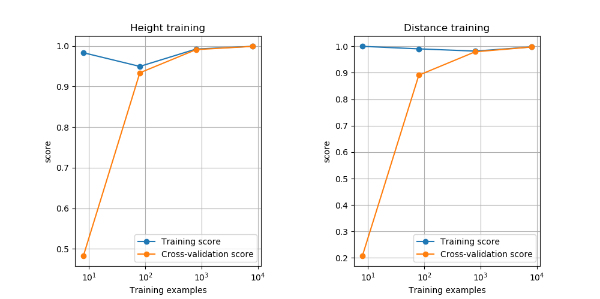 Height training
score
1.0
0.9
0.8
0.7
0.6
0.5
10¹
10²
10³
10⁴
Training examples
Training score
Cross-validation score
Distance training
score
1.0
0.9
0.8
0.7
0.6
0.5
0.4
0.3
0.2
10¹
10²
10³
10⁴
Training examples
Training score
Cross-validation score